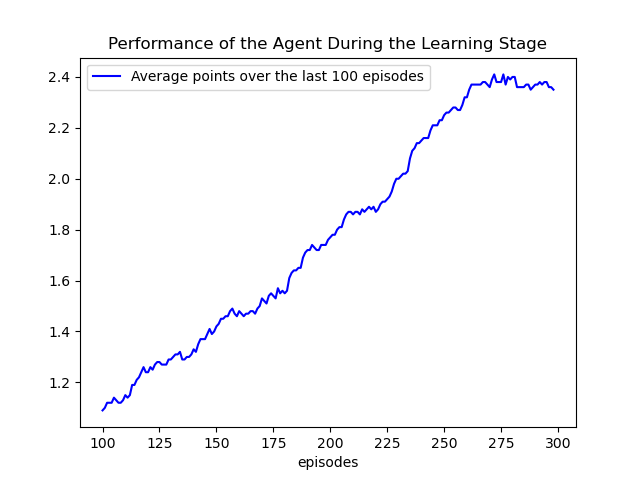 Performance of the Agent During the Learning Stage
Average points over the last 100 episodes
2.4
2.2
2.0
1.8
1.6
1.4
1.2
100 125 150 175 200 225 250 275 300
episodes